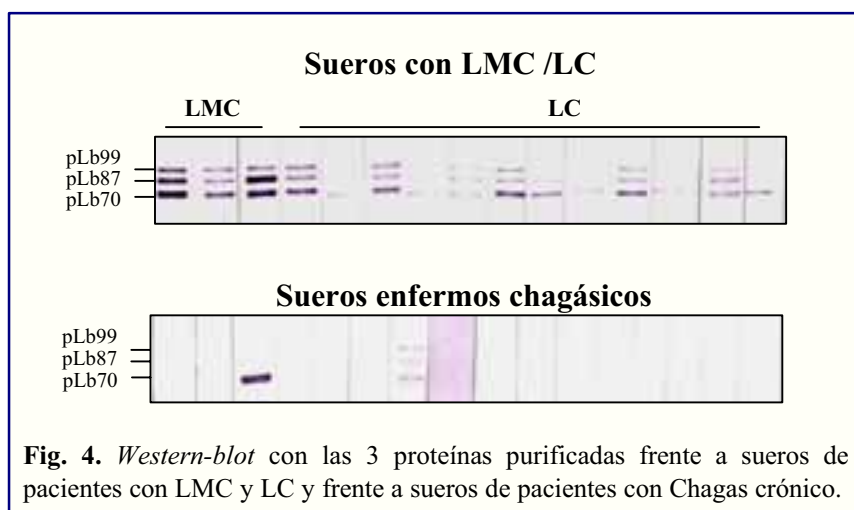 Sueros con LMC /LC
LMC LC
pLb99
pLb87
pLb70
Sueros enfermos chagásicos
pLb99
pLb87
pLb70
Fig. 4. Western-blot con las 3 proteínas purificadas frente a sueros de
pacientes con LMC y LC y frente a sueros de pacientes con Chagas crónico.